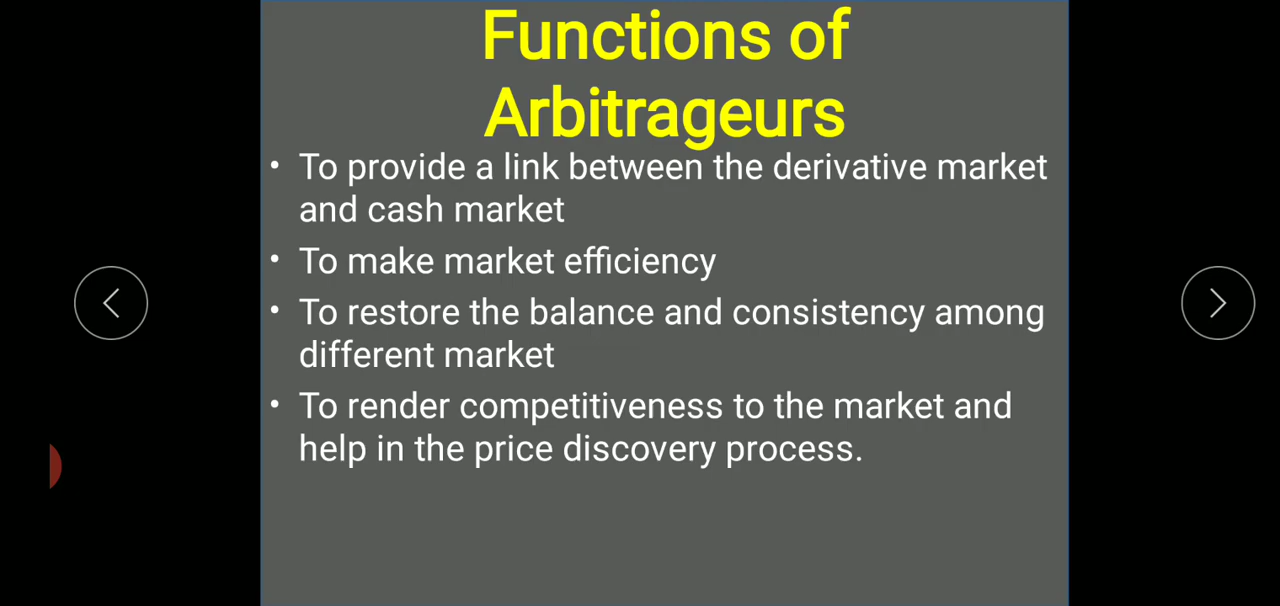 Functions of
Arbitrageurs
• To provide a link between the derivative market
and cash market
• To make market efficiency
• To restore the balance and consistency among
different market
• To render competitiveness to the market and
help in the price discovery process.